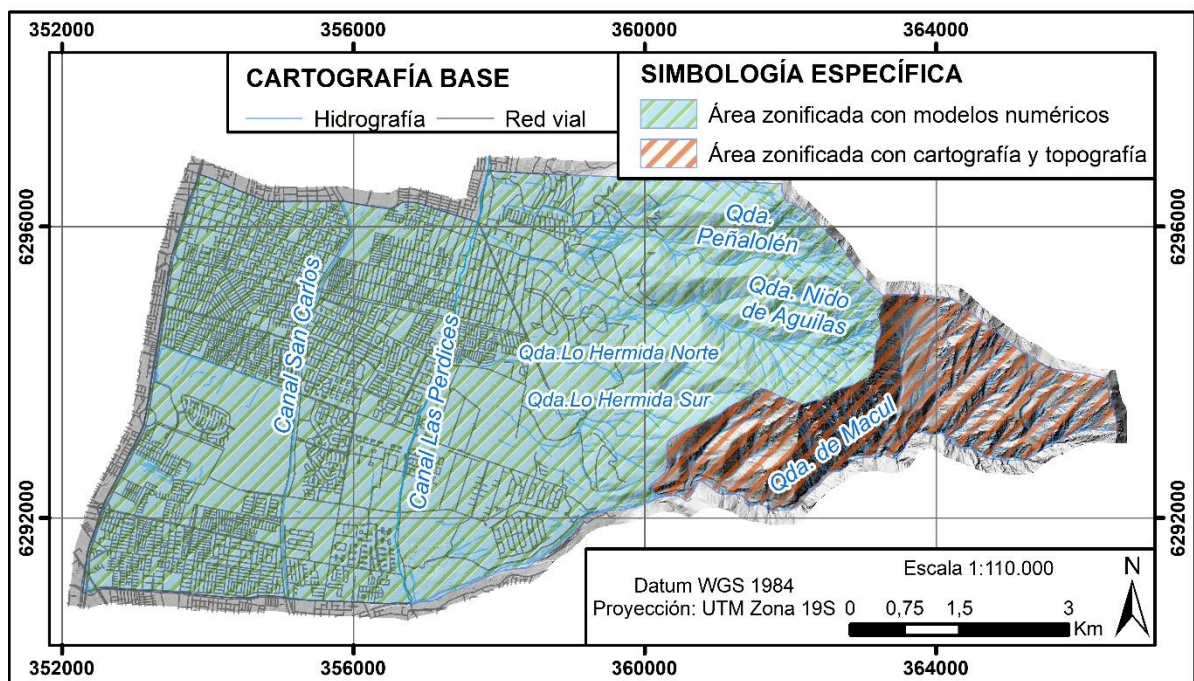 352000
356000
360000
364000
CARTOGRAFÍA BASE
Hidrografía
Red vial
SIMBOLOGÍA ESPECÍFICA
Área zonificada con modelos numéricos
Área zonificada con cartografía y topografía
6296000
6296000
Qda.
Peñalolén
Qda. Nido
de Aguilas
Canal San Carlos
Canal Las Perdices
Qda.Lo Hermida Norte
Qda.Lo Hermida Sur
Qda. de Macul
6292000
6292000
Datum WGS 1984
Proyección: UTM Zona 19S
Escala 1:110.000
N
0 0,75 1,5 3
Km
352000
356000
360000
364000